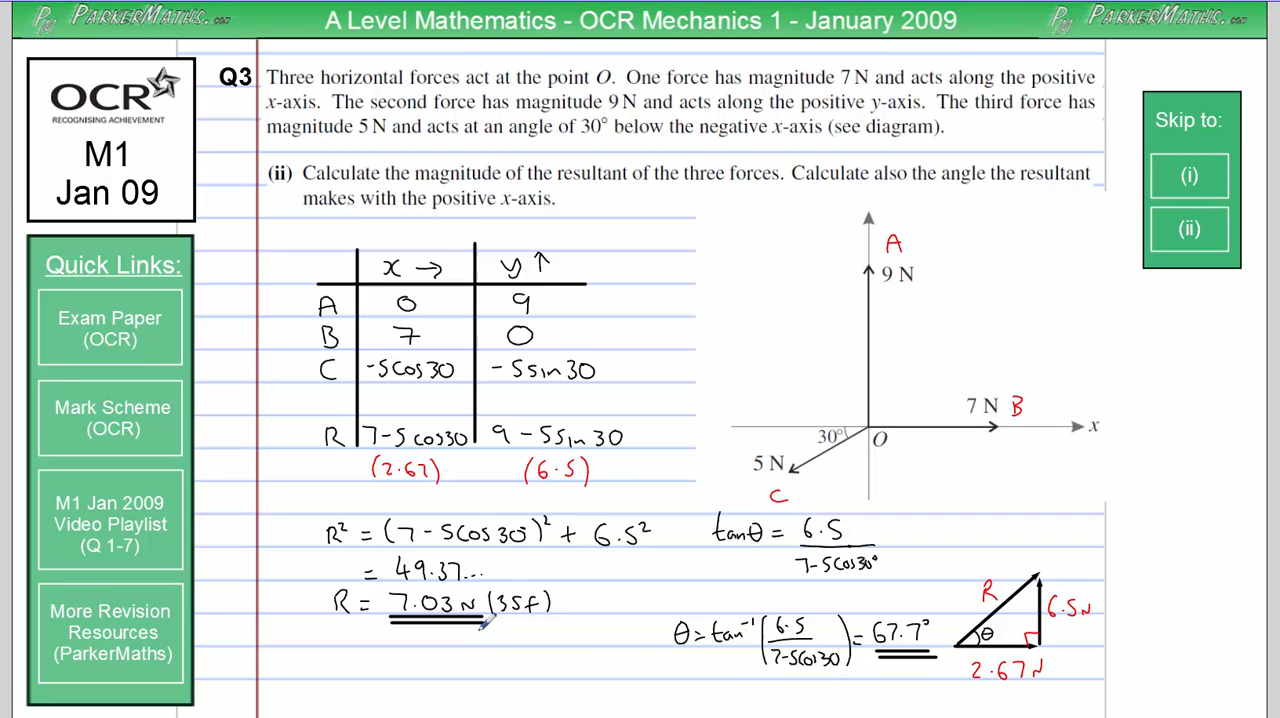 ParkerMaths.com
A Level Mathematics - OCR Mechanics 1 - January 2009
ParkerMaths.com
OCR
RECOGNISING ACHIEVEMENT
M1
Jan 09
Quick Links:
Exam Paper
(OCR)
Mark Scheme
(OCR)
M1 Jan 2009
Video Playlist
(Q 1-7)
More Revision
Resources
(ParkerMaths)
Q3 Three horizontal forces act at the point O. One force has magnitude 7 N and acts along the positive
x-axis. The second force has magnitude 9 N and acts along the positive y-axis. The third force has
magnitude 5 N and acts at an angle of 30° below the negative x-axis (see diagram).
(ii) Calculate the magnitude of the resultant of the three forces. Calculate also the angle the resultant
makes with the positive x-axis.
x → y ↑
A 0 9
B 7 0
C -5cos30 -5sin30
R 7-5cos30 9-5sin30
(2.67) (6.5)
R² = (7-5cos30°)² + 6.5²
= 49.37...
R = 7.03N (3sf)
A
9 N
7 N B
x
30°
O
5 N
C
tanθ = 6.5
7-5cos30°
θ = tan⁻¹ (6.5 / 7-5cos30) = 67.7°
R
6.5N
θ
2.67N
Skip to:
(i)
(ii)